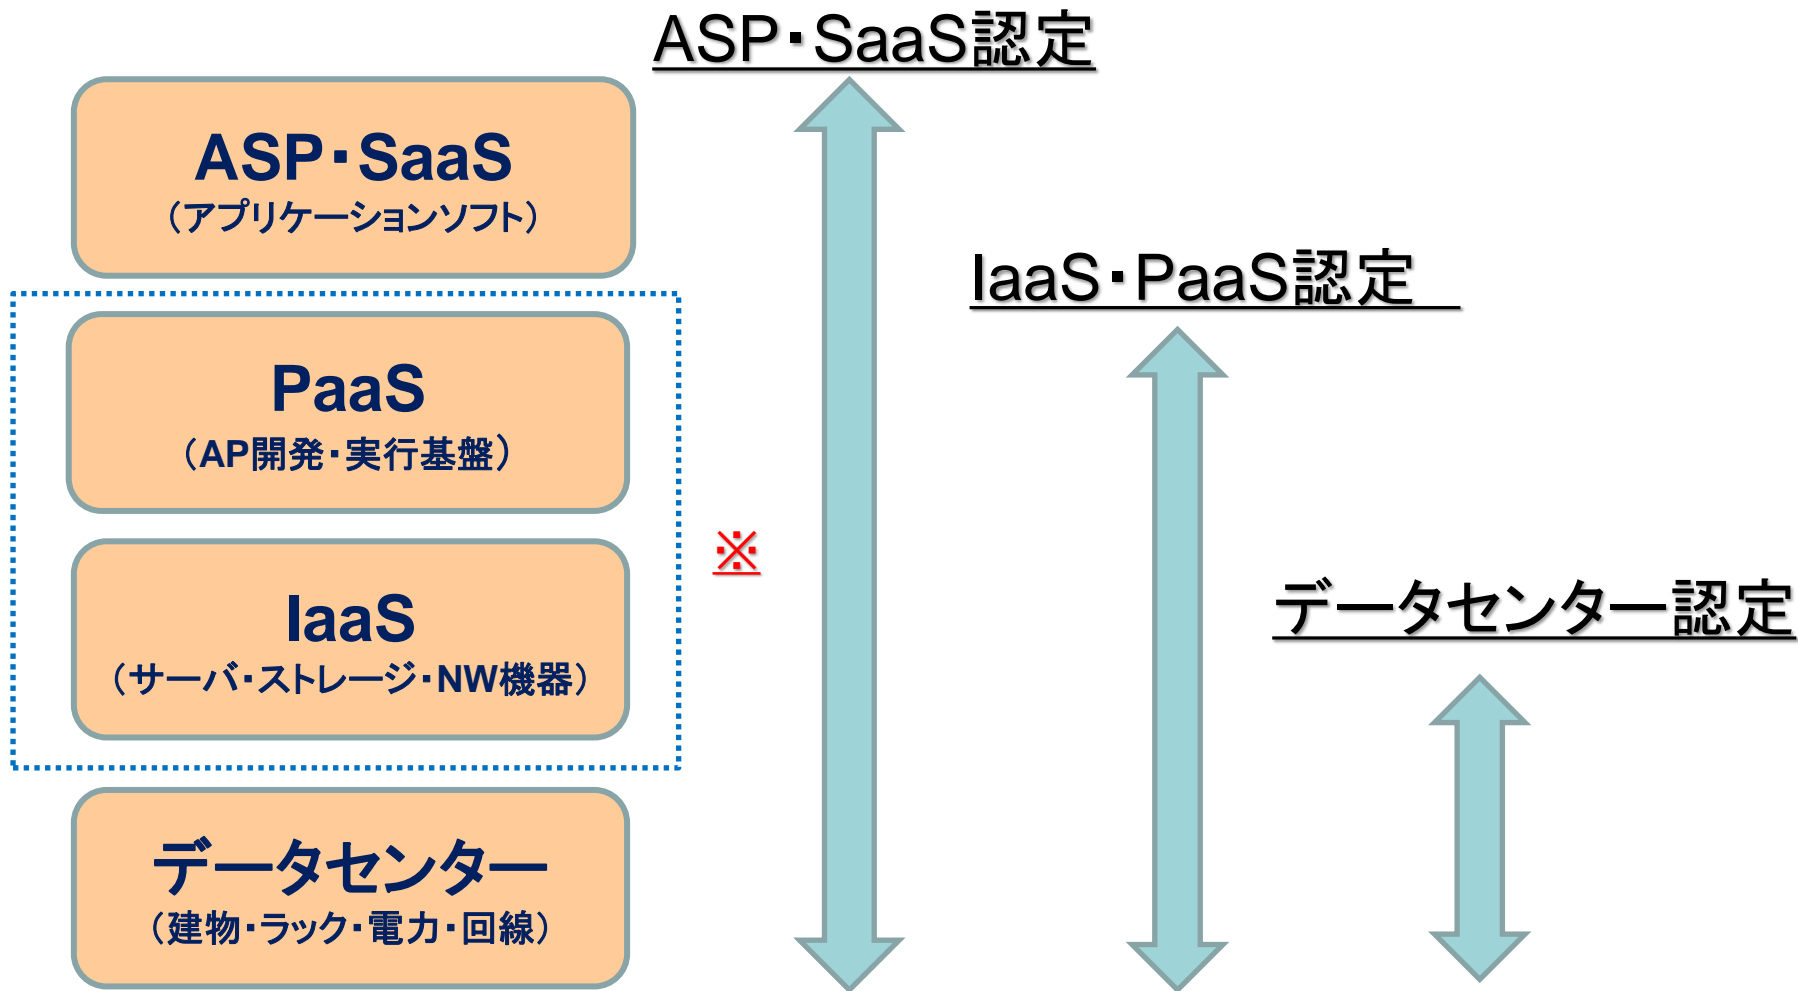 ASP・SaaS認定
ASP・SaaS
（アプリケーションソフト）
IaaS・PaaS認定
PaaS
（AP開発・実行基盤）
※
IaaS
（サーバ・ストレージ・NW機器）
データセンター認定
データセンター
（建物・ラック・電力・回線）